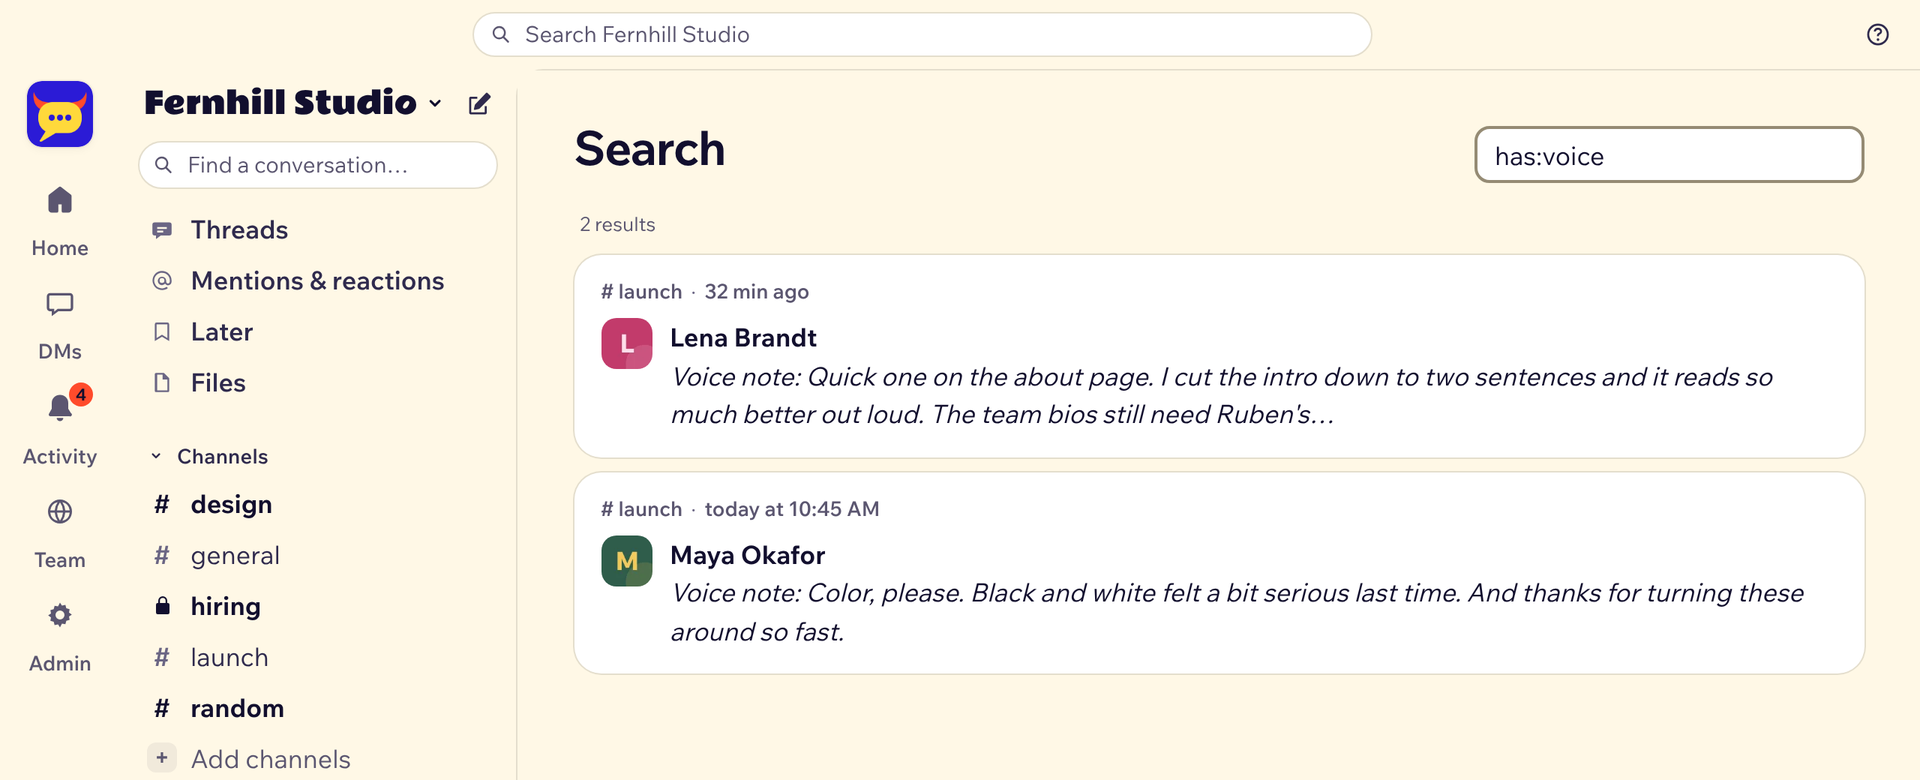 Search Fernhill Studio
Fernhill Studio
Find a conversation…
Home
DMs
4
Activity
Team
Admin
Threads
Mentions & reactions
Later
Files
Channels
# design
# general
hiring
# launch
# random
+ Add channels
Search
has:voice
2 results
# launch · 32 min ago
L
Lena Brandt
Voice note: Quick one on the about page. I cut the intro down to two sentences and it reads so
much better out loud. The team bios still need Ruben's…
# launch · today at 10:45 AM
M
Maya Okafor
Voice note: Color, please. Black and white felt a bit serious last time. And thanks for turning these
around so fast.